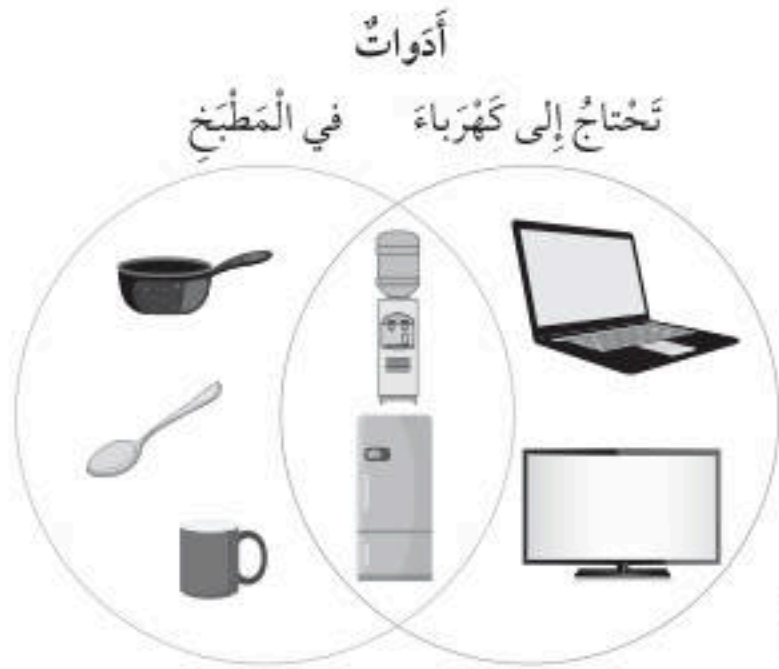 أَدَواتٌ
تَحْتاجُ إِلى كَهْرَباءَ
في الْمَطْبَخِ